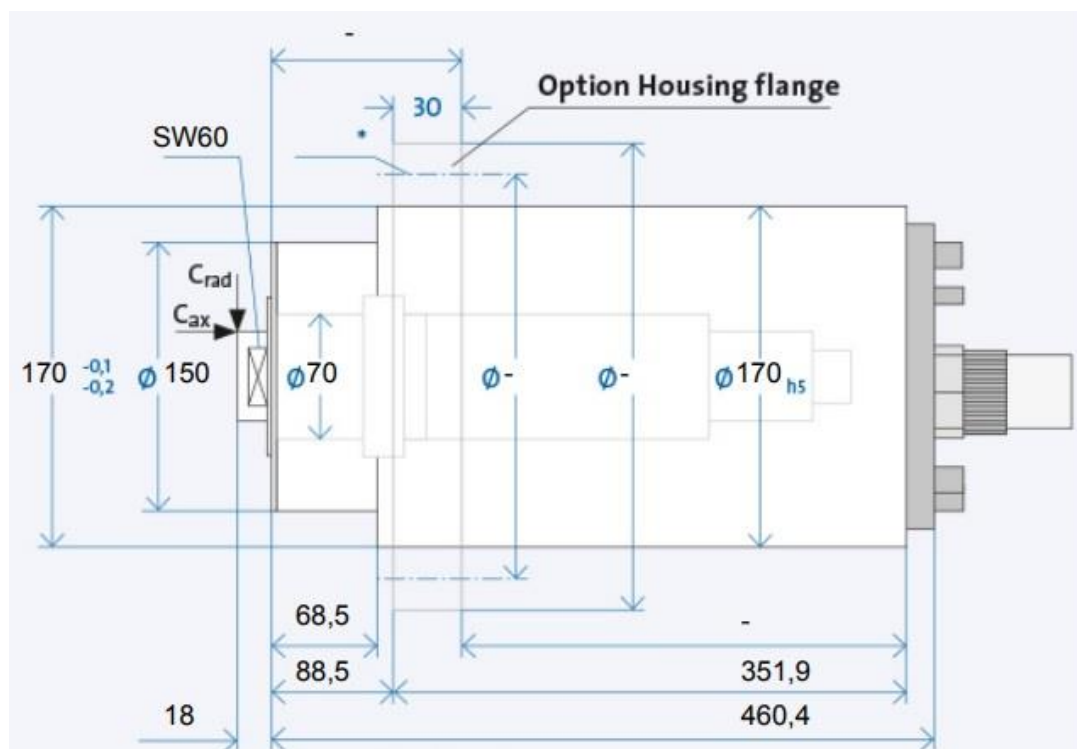 -
Option Housing flange
30
*
SW60
Crad
Cax
170 -0,1 -0,2
Ø 150
Ø70
Ø-
Ø-
Ø170 h5
68,5
-
88,5
351,9
18
460,4